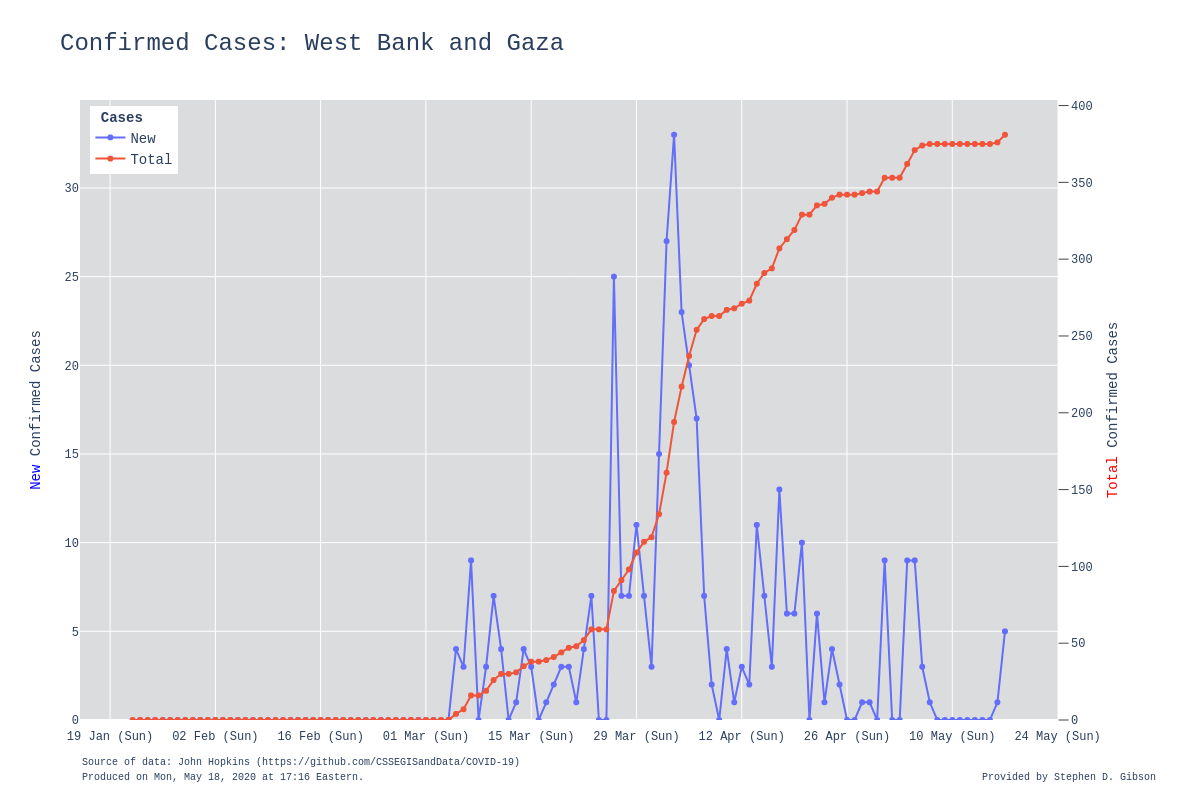 Confirmed Cases: West Bank and Gaza
Cases
New
Total
400
350
300
250
200
150
100
50
0
30
25
20
15
10
5
0
New Confirmed Cases
Total Confirmed Cases
19 Jan (Sun) 02 Feb (Sun) 16 Feb (Sun) 01 Mar (Sun) 15 Mar (Sun) 29 Mar (Sun) 12 Apr (Sun) 26 Apr (Sun) 10 May (Sun) 24 May (Sun)
Source of data: John Hopkins (https://github.com/CSSEGISandData/COVID-19)
Produced on Mon, May 18, 2020 at 17:16 Eastern.
Provided by Stephen D. Gibson